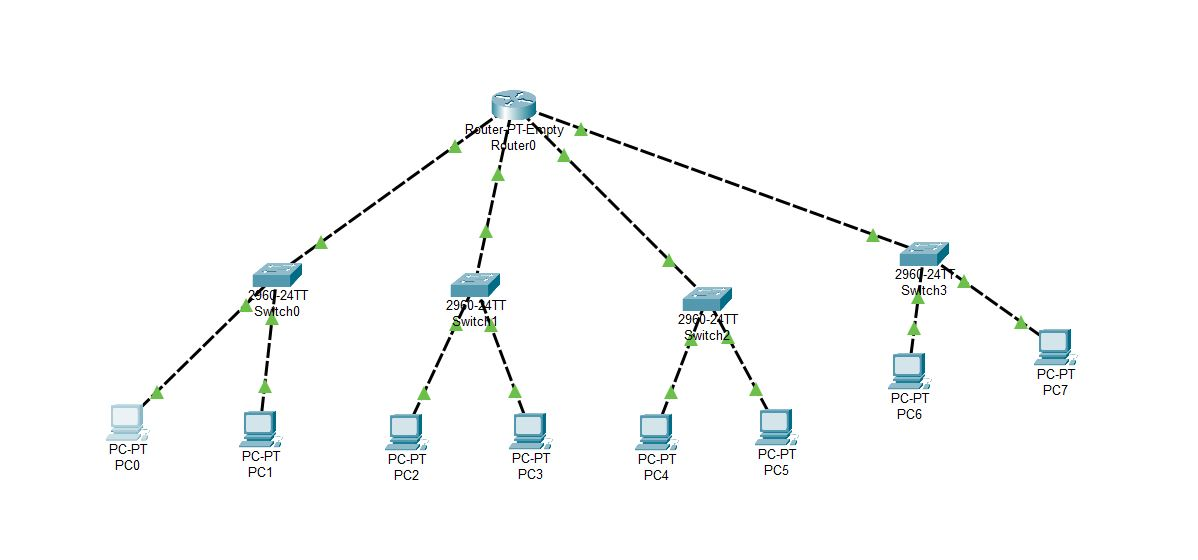 Router-PT-Empty
Router0
2960-24TT
Switch0
2960-24TT
Switch1
2960-24TT
Switch2
2960-24TT
Switch3
PC-PT
PC0
PC-PT
PC1
PC-PT
PC2
PC-PT
PC3
PC-PT
PC4
PC-PT
PC5
PC-PT
PC6
PC-PT
PC7